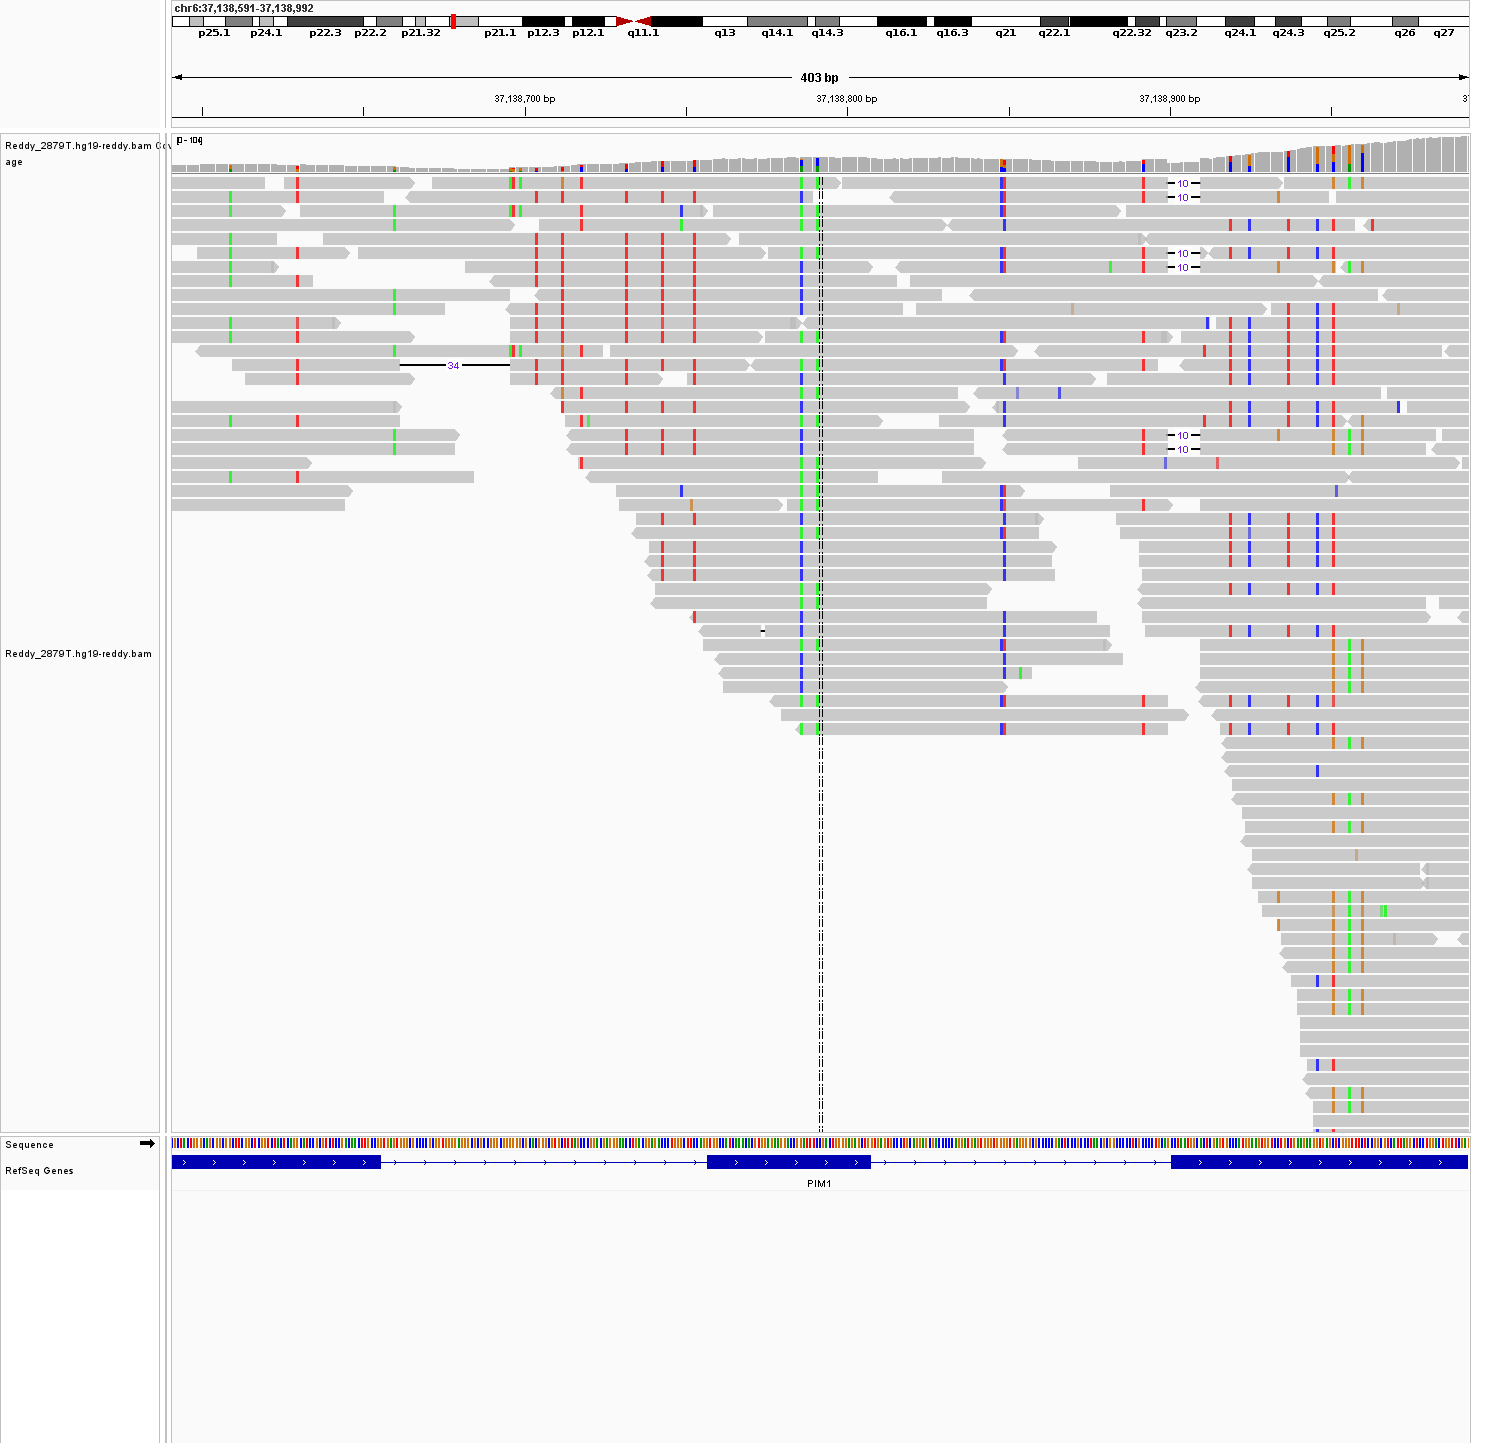 chr6:37,138,591-37,138,992
p25.1 p24.1 p22.3 p22.2 p21.32 p21.1 p12.3 p12.1 q11.1 q13 q14.1 q14.3 q16.1 q16.3 q21 q22.1 q22.32 q23.2 q24.1 q24.3 q25.2 q26 q27
403 bp
37,138,700 bp 37,138,800 bp 37,138,900 bp 37
Reddy_2879T.hg19-reddy.bam Cov
age
[0 - 104]
10
10
10
10
34
10
10
Reddy_2879T.hg19-reddy.bam
Sequence
RefSeq Genes
PIM1